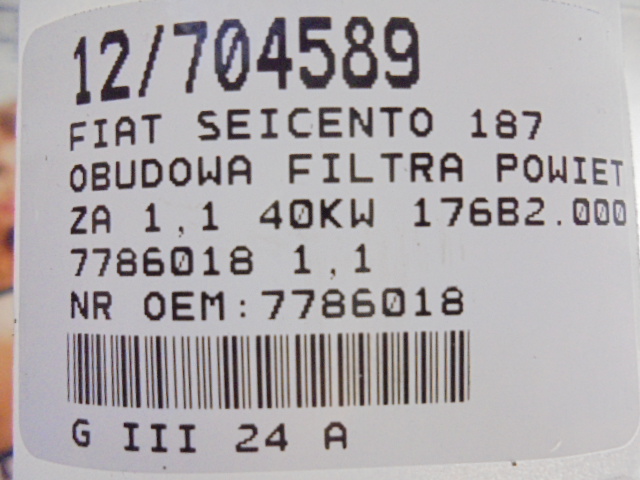 12/704589
FIAT SEICENTO 187
OBUDOWA FILTRA POWIET
ZA 1,1 40KW 176B2.000
7786018 1,1
NR OEM:7786018
G III 24 A